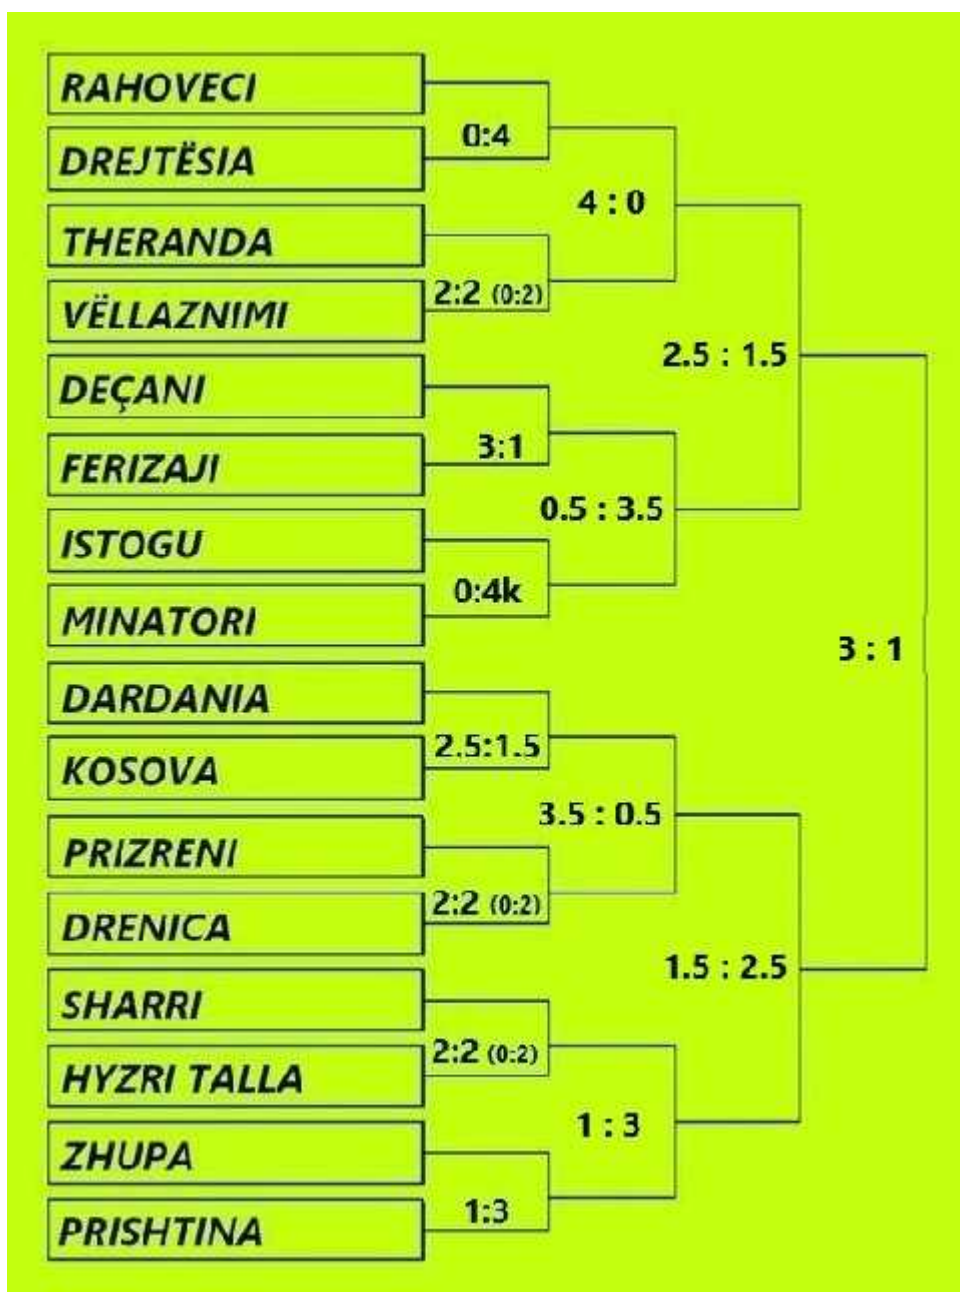 RAHOVECI
0:4
DREJTËSIA
4 : 0
THERANDA
2:2 (0:2)
VËLLAZNIMI
2.5 : 1.5
DEÇANI
3:1
FERIZAJI
0.5 : 3.5
ISTOGU
0:4k
MINATORI
3 : 1
DARDANIA
2.5:1.5
KOSOVA
3.5 : 0.5
PRIZRENI
2:2 (0:2)
DRENICA
1.5 : 2.5
SHARRI
2:2 (0:2)
HYZRI TALLA
1 : 3
ZHUPA
1:3
PRISHTINA